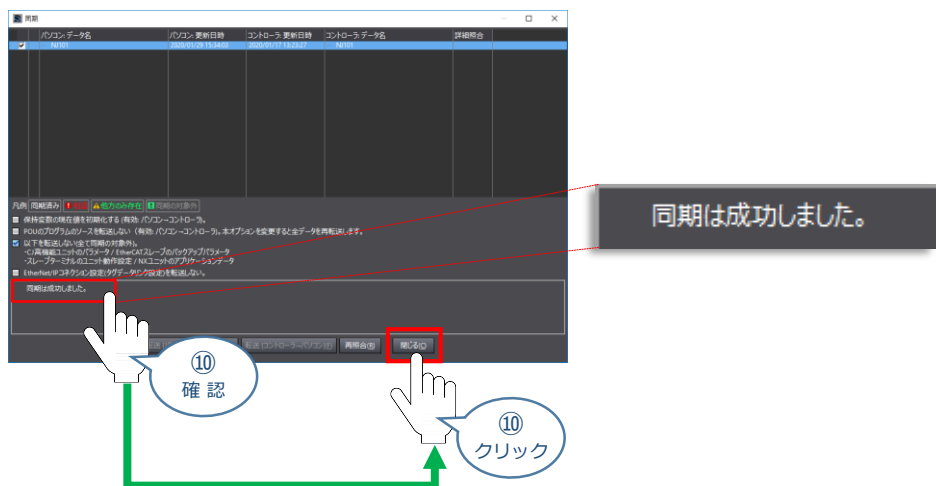 同期
パソコン:データ名 パソコン:更新日時 コントローラ:更新日時 コントローラ:データ名 詳細照合
NJ101 2020/01/29 15:34:03 2020/01/17 13:23:27 NJ101
凡例 同期済み 他方のみ存在 同期の対象外
保持変数の現在値を初期化する (有効: パソコン→コントローラ)。
POUのプログラムのソースを転送しない (有効: パソコン→コントローラ)。本オプションを変更すると全データを再転送します。
以下を転送しない(全て同期の対象外)。
・CJ高機能ユニットのパラメータ / EtherCATスレーブのバックアップパラメータ
・スレーブターミナルのユニット動作設定 / NXユニットのアプリケーションデータ
EtherNet/IPコネクション設定(タグデータリンク設定)を転送しない。
同期は成功しました。
転送 [コントローラ→パソコン](F) 再照合(R) 閉じる(C)
同期は成功しました。
⑩
確 認
⑩
クリック